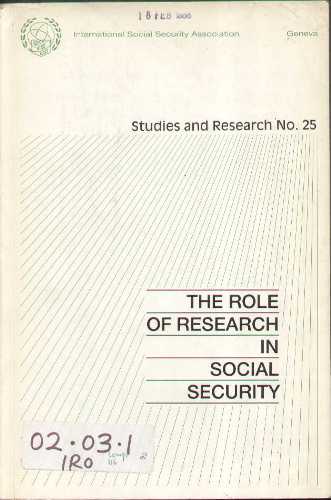 18 FEB
International Social Security Association Geneva
Studies and Research No. 25
THE ROLE
OF RESEARCH
IN
SOCIAL
SECURITY
02.03.1
IRO